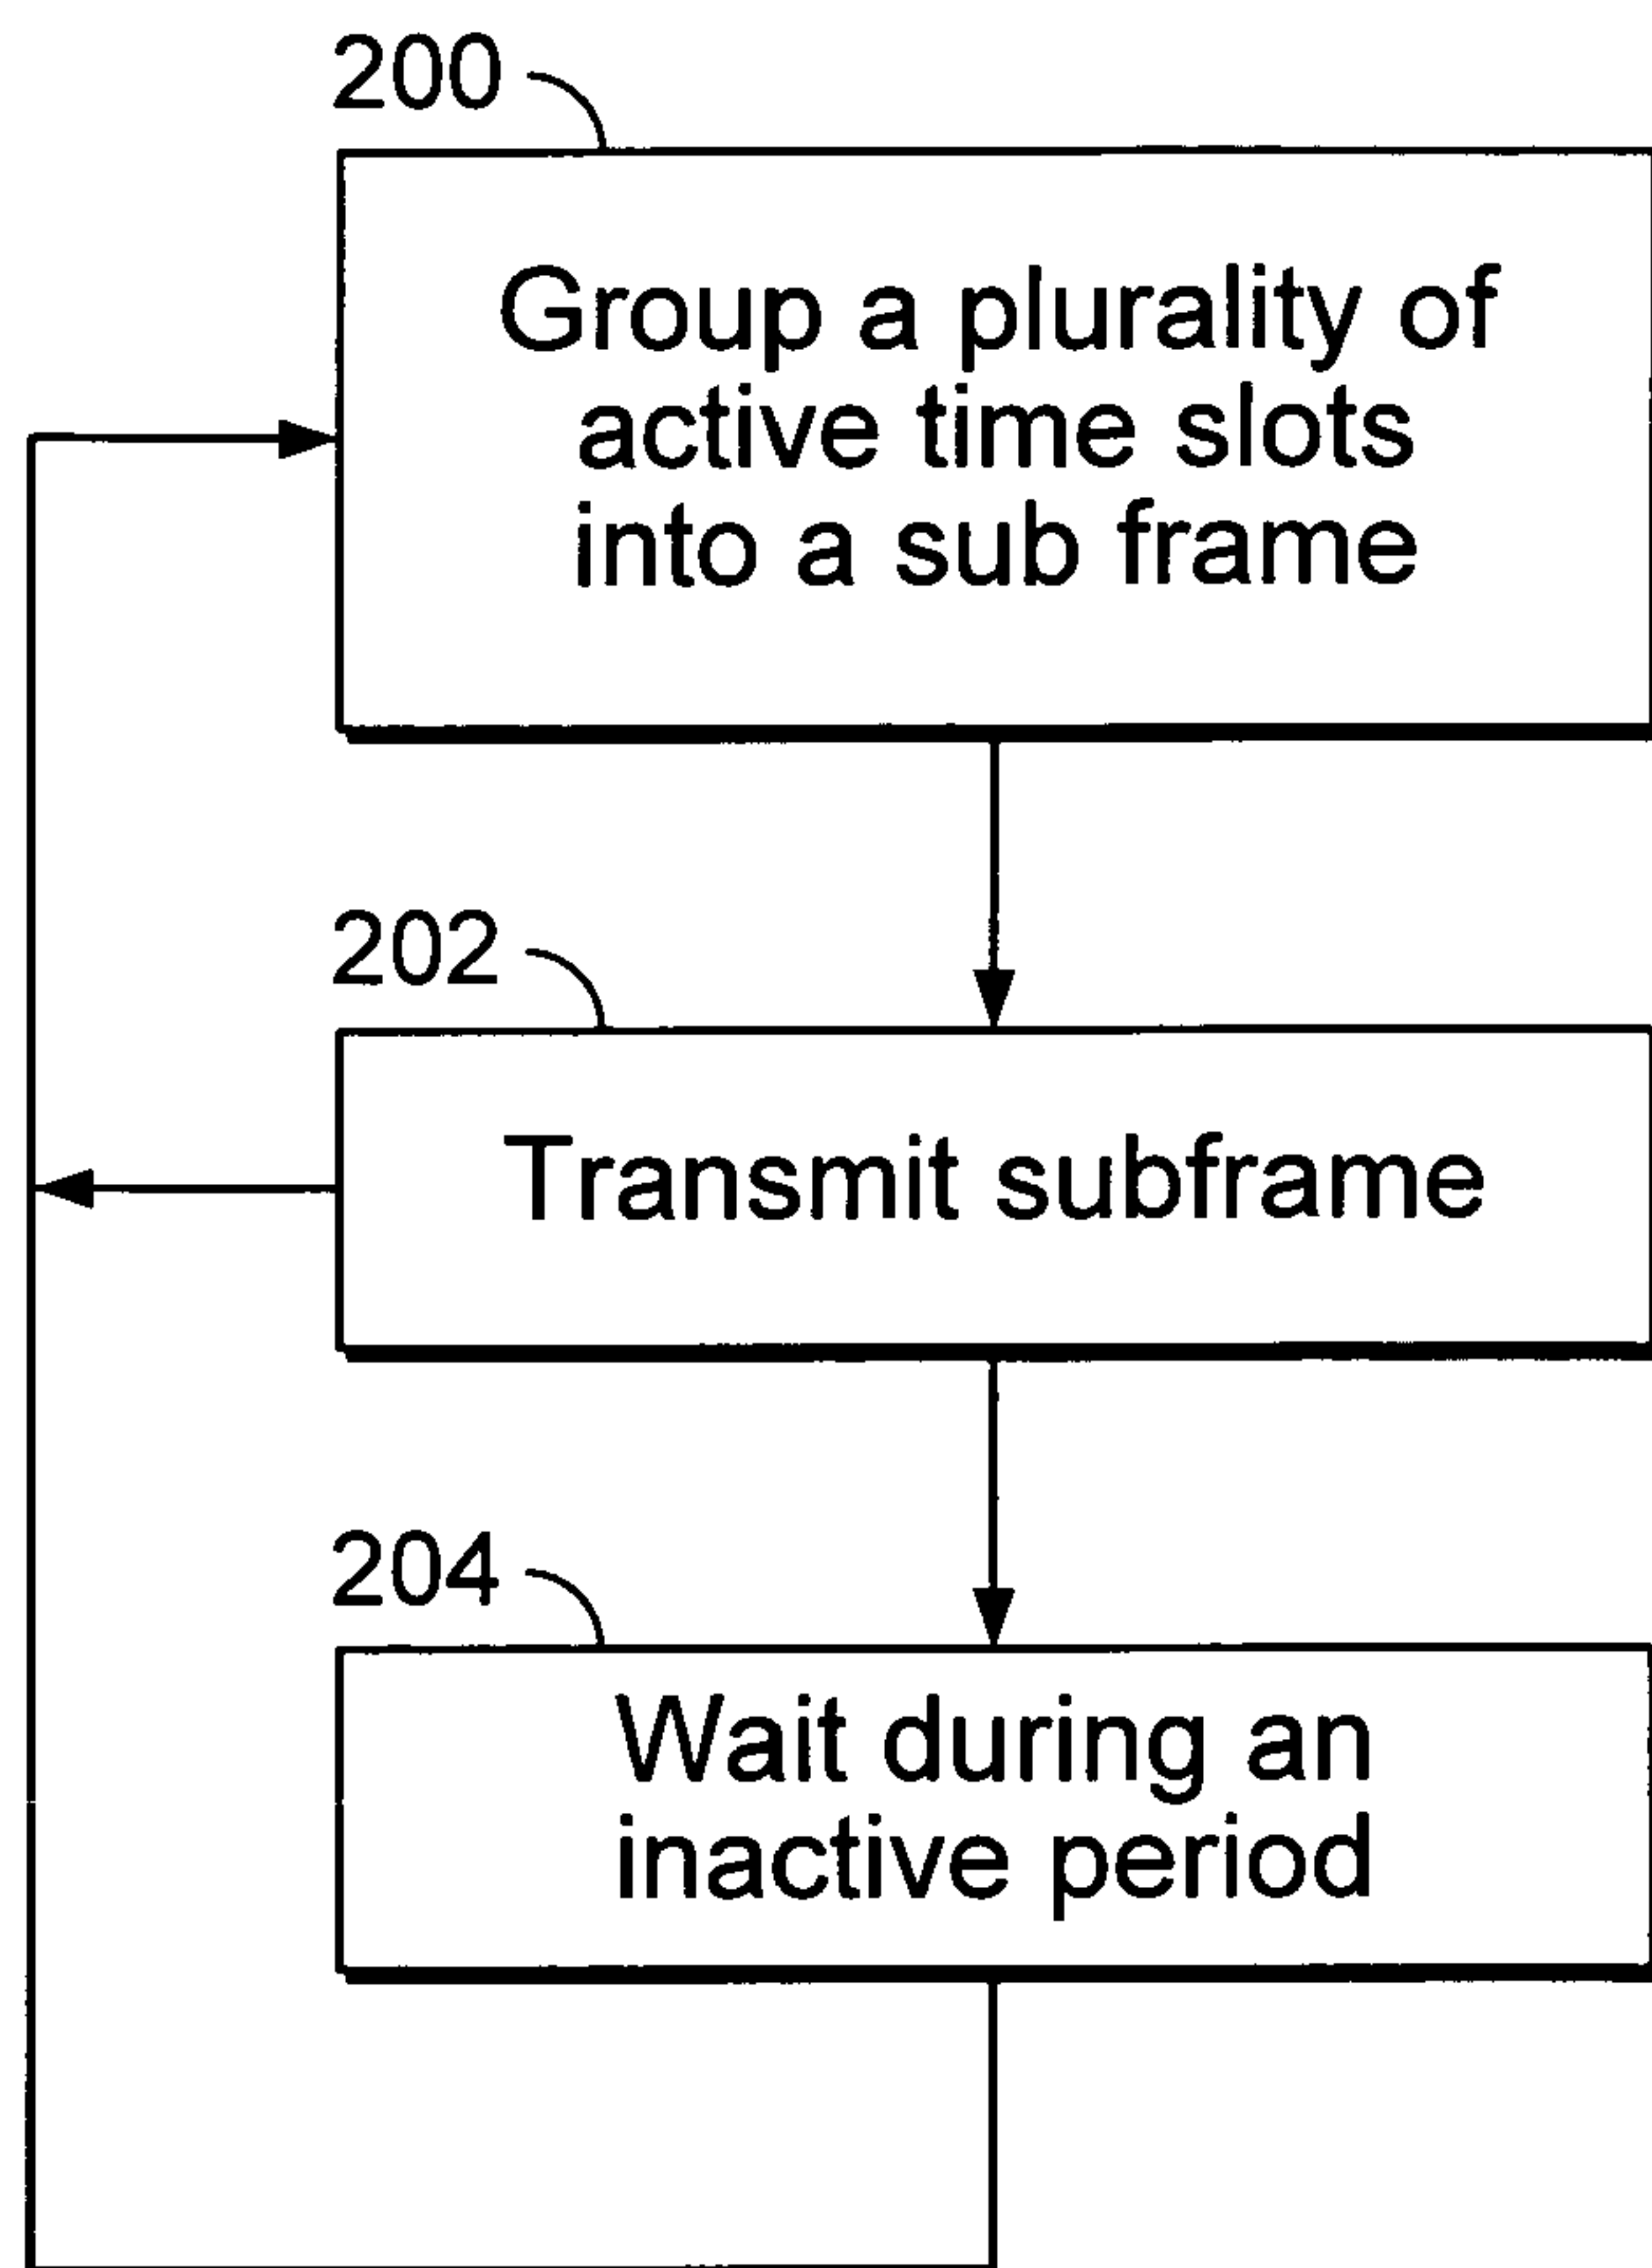 200
Group a plurality of
active time slots
into a sub frame
202
Transmit subframe
204
Wait during an
inactive period